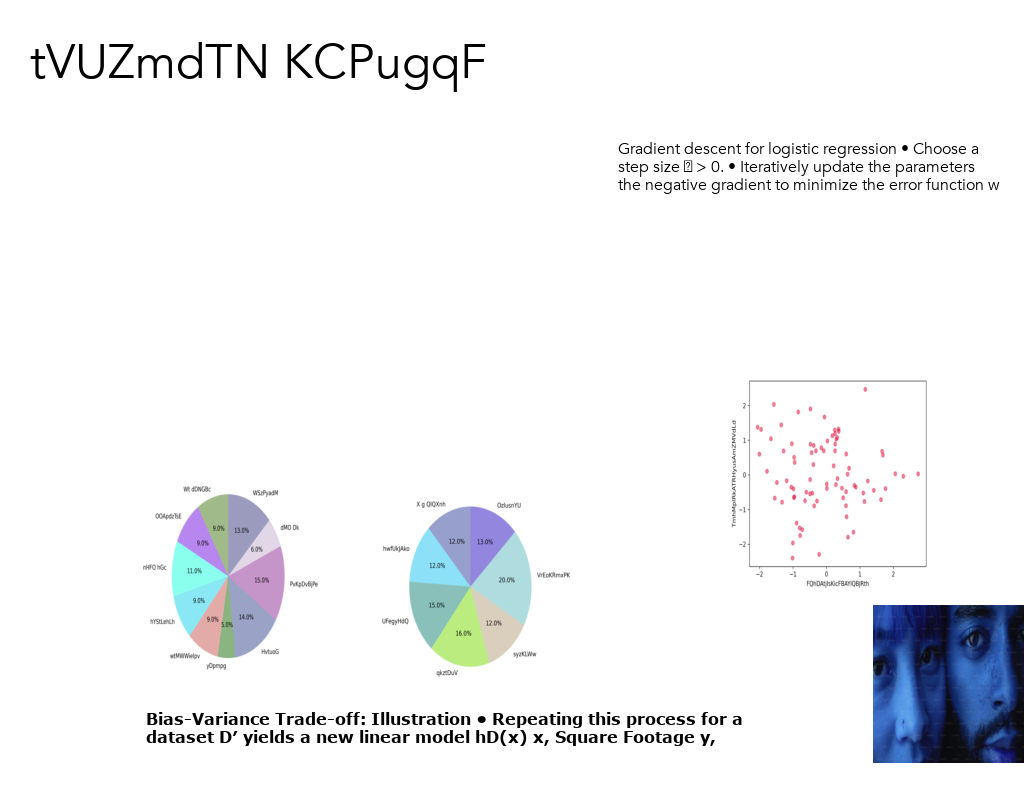 tVUZmdTN KCPugqF
Gradient descent for logistic regression • Choose a
step size > 0. • Iteratively update the parameters
the negative gradient to minimize the error function w
2
1
0
−1
−2
−2 −1 0 1 2
Wt dDNGBc
WSzPyadM
OOApdzTsE
dMO Dk
nHFO hGc
PvKpDvBjPe
hYStLehLh
wtMWWielpv
yDpmpg
HvtuoG
9.0% 13.0%
6.0%
9.0%
11.0%
15.0%
9.0%
9.0% 5.0% 14.0%
X g QIQXnh
OzlusnYU
hwfUkJAko
VrEoKRmxPK
UFegyHdQ
syzKLWw
qkztDuV
12.0% 13.0%
12.0%
20.0%
15.0%
12.0%
16.0%
Bias-Variance Trade-off: Illustration • Repeating this process for a
dataset D’ yields a new linear model hD(x) x, Square Footage y,